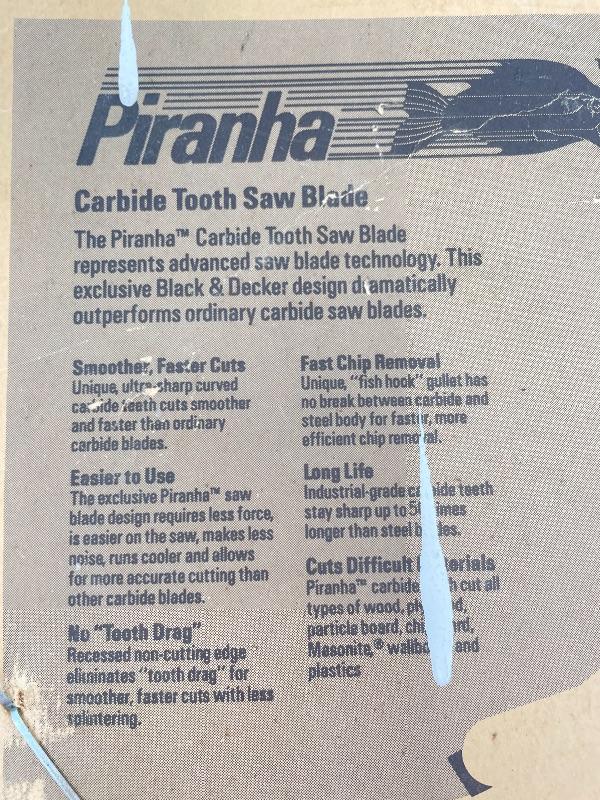 Piranha
Carbide Tooth Saw Blade
The Piranha™ Carbide Tooth Saw Blade
represents advanced saw blade technology. This
exclusive Black & Decker design dramatically
outperforms ordinary carbide saw blades.
Smoother, Faster Cuts
Unique, ultra-sharp curved
carbide teeth cuts smoother
and faster than ordinary
carbide blades.
Easier to Use
The exclusive Piranha™ saw
blade design requires less force,
is easier on the saw, makes less
noise, runs cooler and allows
for more accurate cutting than
other carbide blades.
No "Tooth Drag"
Recessed non-cutting edge
eliminates "tooth drag" for
smoother, faster cuts with less
splintering.
Fast Chip Removal
Unique, "fish hook" gullet has
no break between carbide and
steel body for faster, more
efficient chip removal.
Long Life
Industrial-grade carbide teeth
stay sharp up to times
longer than steel blades.
Cuts Difficult Materials
Piranha™ carbide cut all
types of wood,
particle board,
Masonite,® and
plastics